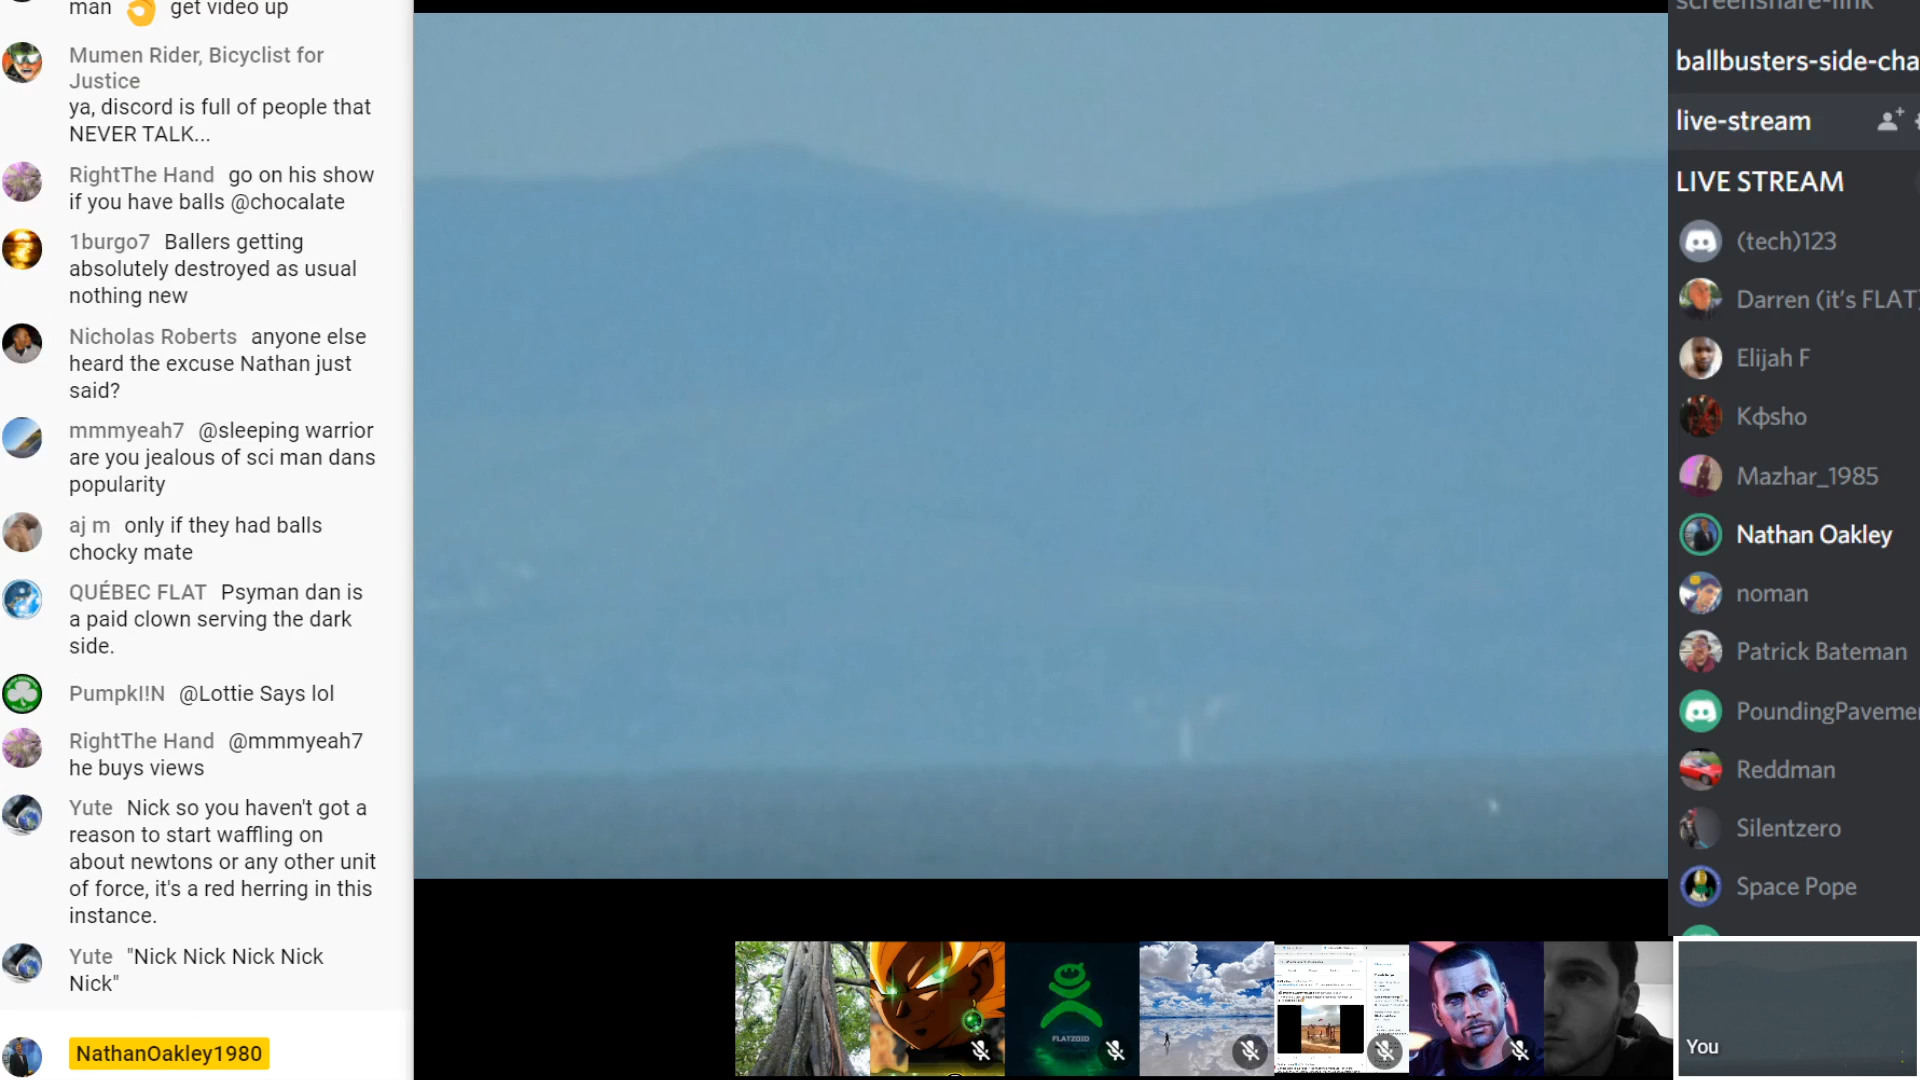 man 👌 get video up
Mumen Rider, Bicyclist for
Justice
ya, discord is full of people that
NEVER TALK...
RightThe Hand go on his show
if you have balls @chocalate
1burgo7 Ballers getting
absolutely destroyed as usual
nothing new
Nicholas Roberts anyone else
heard the excuse Nathan just
said?
mmmyeah7 @sleeping warrior
are you jealous of sci man dans
popularity
aj m only if they had balls
chocky mate
QUÉBEC FLAT Psyman dan is
a paid clown serving the dark
side.
PumpkI!N @Lottie Says lol
RightThe Hand @mmmyeah7
he buys views
Yute Nick so you haven't got a
reason to start waffling on
about newtons or any other unit
of force, it's a red herring in this
instance.
Yute "Nick Nick Nick Nick
Nick"
NathanOakley1980
FLATZOID
screenshare-link
ballbusters-side-cha
live-stream
LIVE STREAM
(tech)123
Darren (it's FLAT)
Elijah F
Kфsho
Mazhar_1985
Nathan Oakley
noman
Patrick Bateman
PoundingPaveme
Reddman
Silentzero
Space Pope
You